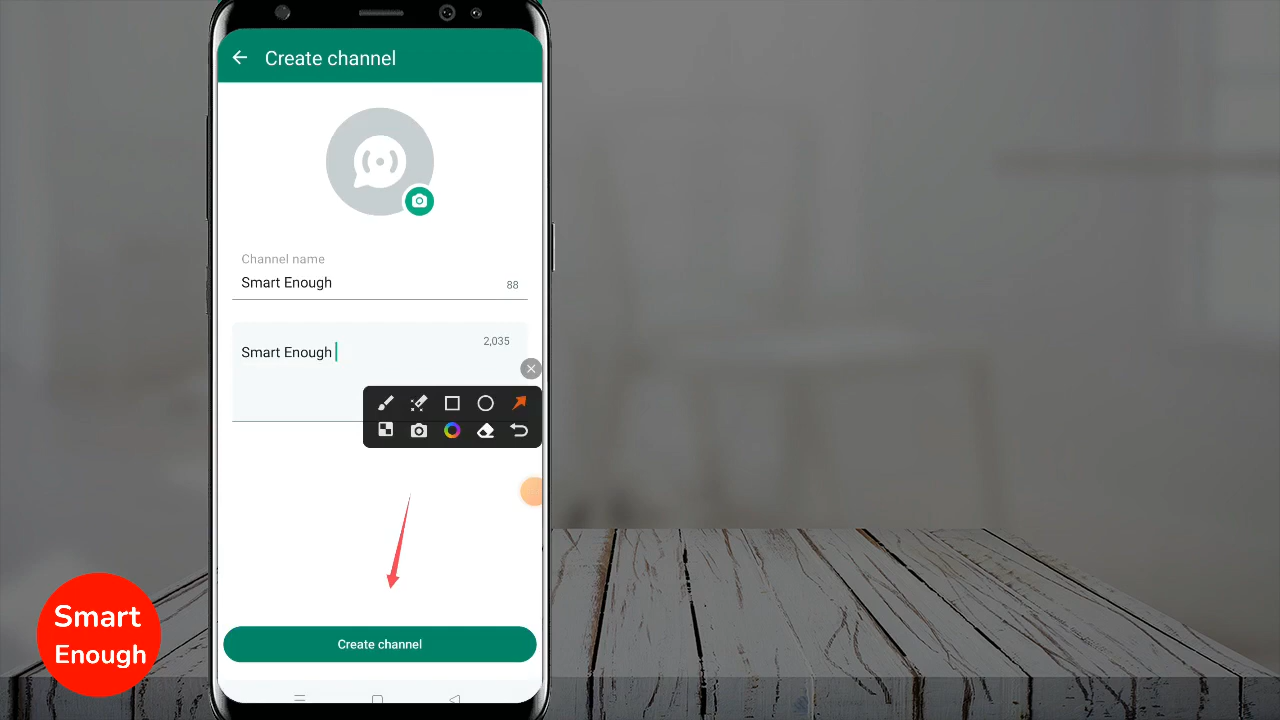 Create channel
Channel name
Smart Enough
88
2,035
Smart Enough
Create channel
Smart
Enough